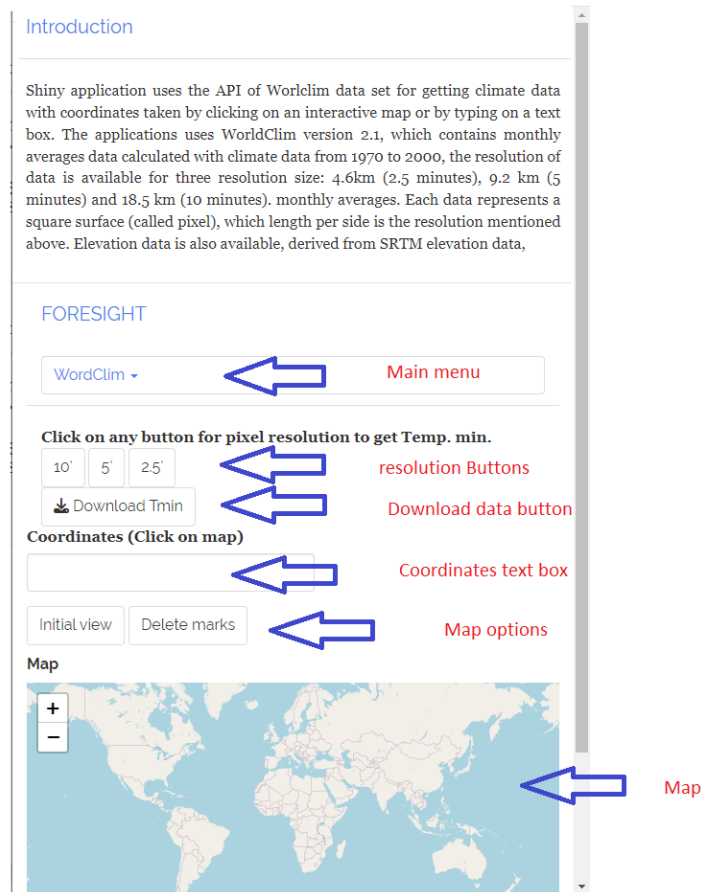 Introduction
Shiny application uses the API of Worlclim data set for getting climate data
with coordinates taken by clicking on an interactive map or by typing on a text
box. The applications uses WorldClim version 2.1, which contains monthly
averages data calculated with climate data from 1970 to 2000, the resolution of
data is available for three resolution size: 4.6km (2.5 minutes), 9.2 km (5
minutes) and 18.5 km (10 minutes). monthly averages. Each data represents a
square surface (called pixel), which length per side is the resolution mentioned
above. Elevation data is also available, derived from SRTM elevation data,
FORESIGHT
WordClim Main menu
Click on any button for pixel resolution to get Temp. min.
10' 5' 2.5' resolution Buttons
Download Tmin Download data button
Coordinates (Click on map)
Coordinates text box
Initial view Delete marks Map options
Map
+
−
Map